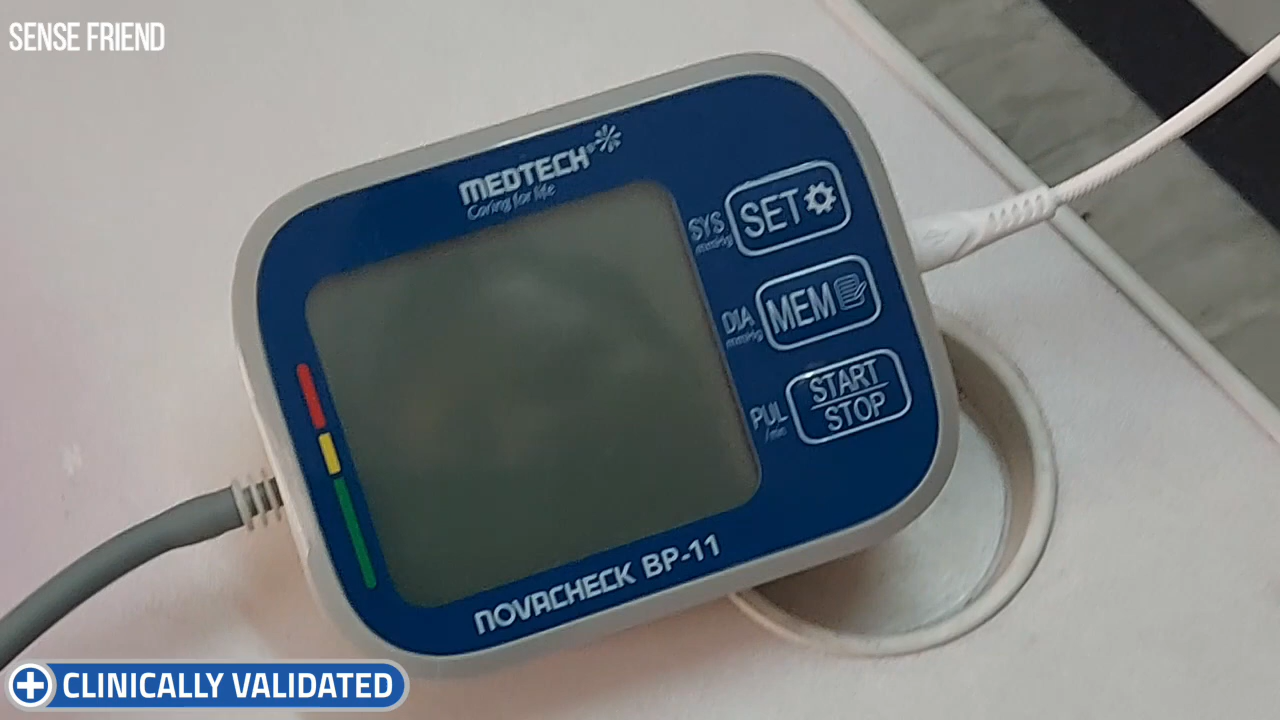 SENSE FRIEND
MEDTECH
Caring for life
SYS
mmHg
SET
DIA
mmHg
MEM
PUL
/min
START
STOP
NOVACHECK BP-11
CLINICALLY VALIDATED